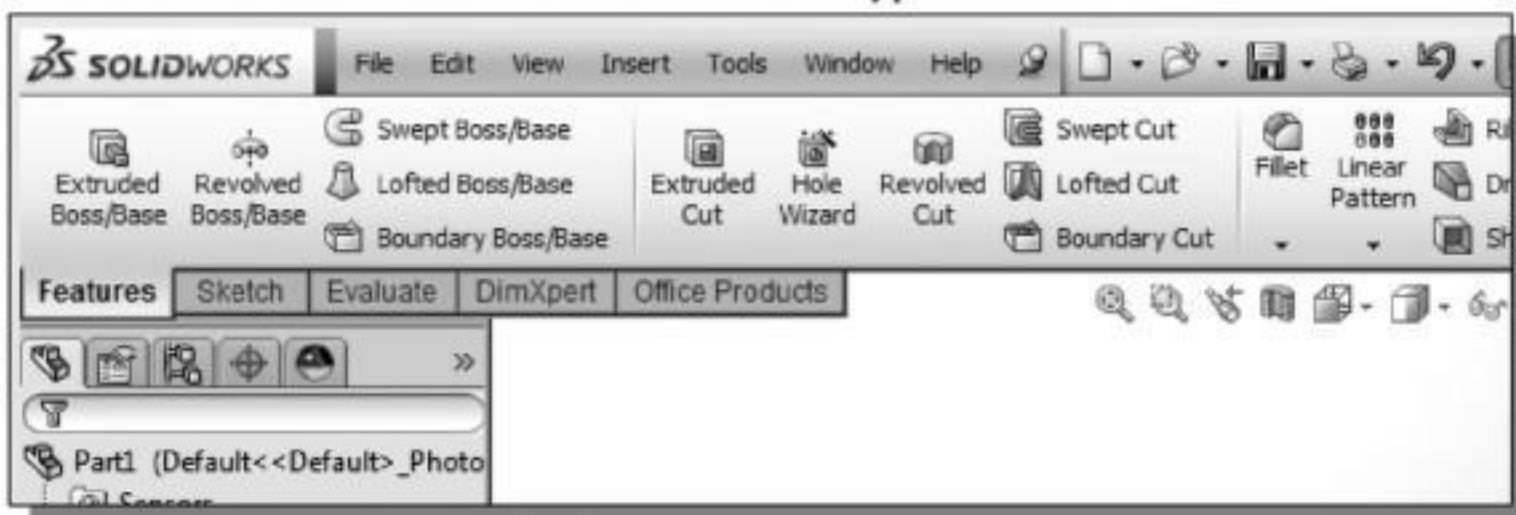 SOLIDWORKS File Edit View Insert Tools Window Help
Extruded Boss/Base
Revolved Boss/Base
Swept Boss/Base
Lofted Boss/Base
Boundary Boss/Base
Extruded Cut
Hole Wizard
Revolved Cut
Swept Cut
Lofted Cut
Boundary Cut
Fillet
Linear Pattern
Features Sketch Evaluate DimXpert Office Products
Part1 (Default<<Default>_Photo
Sensors